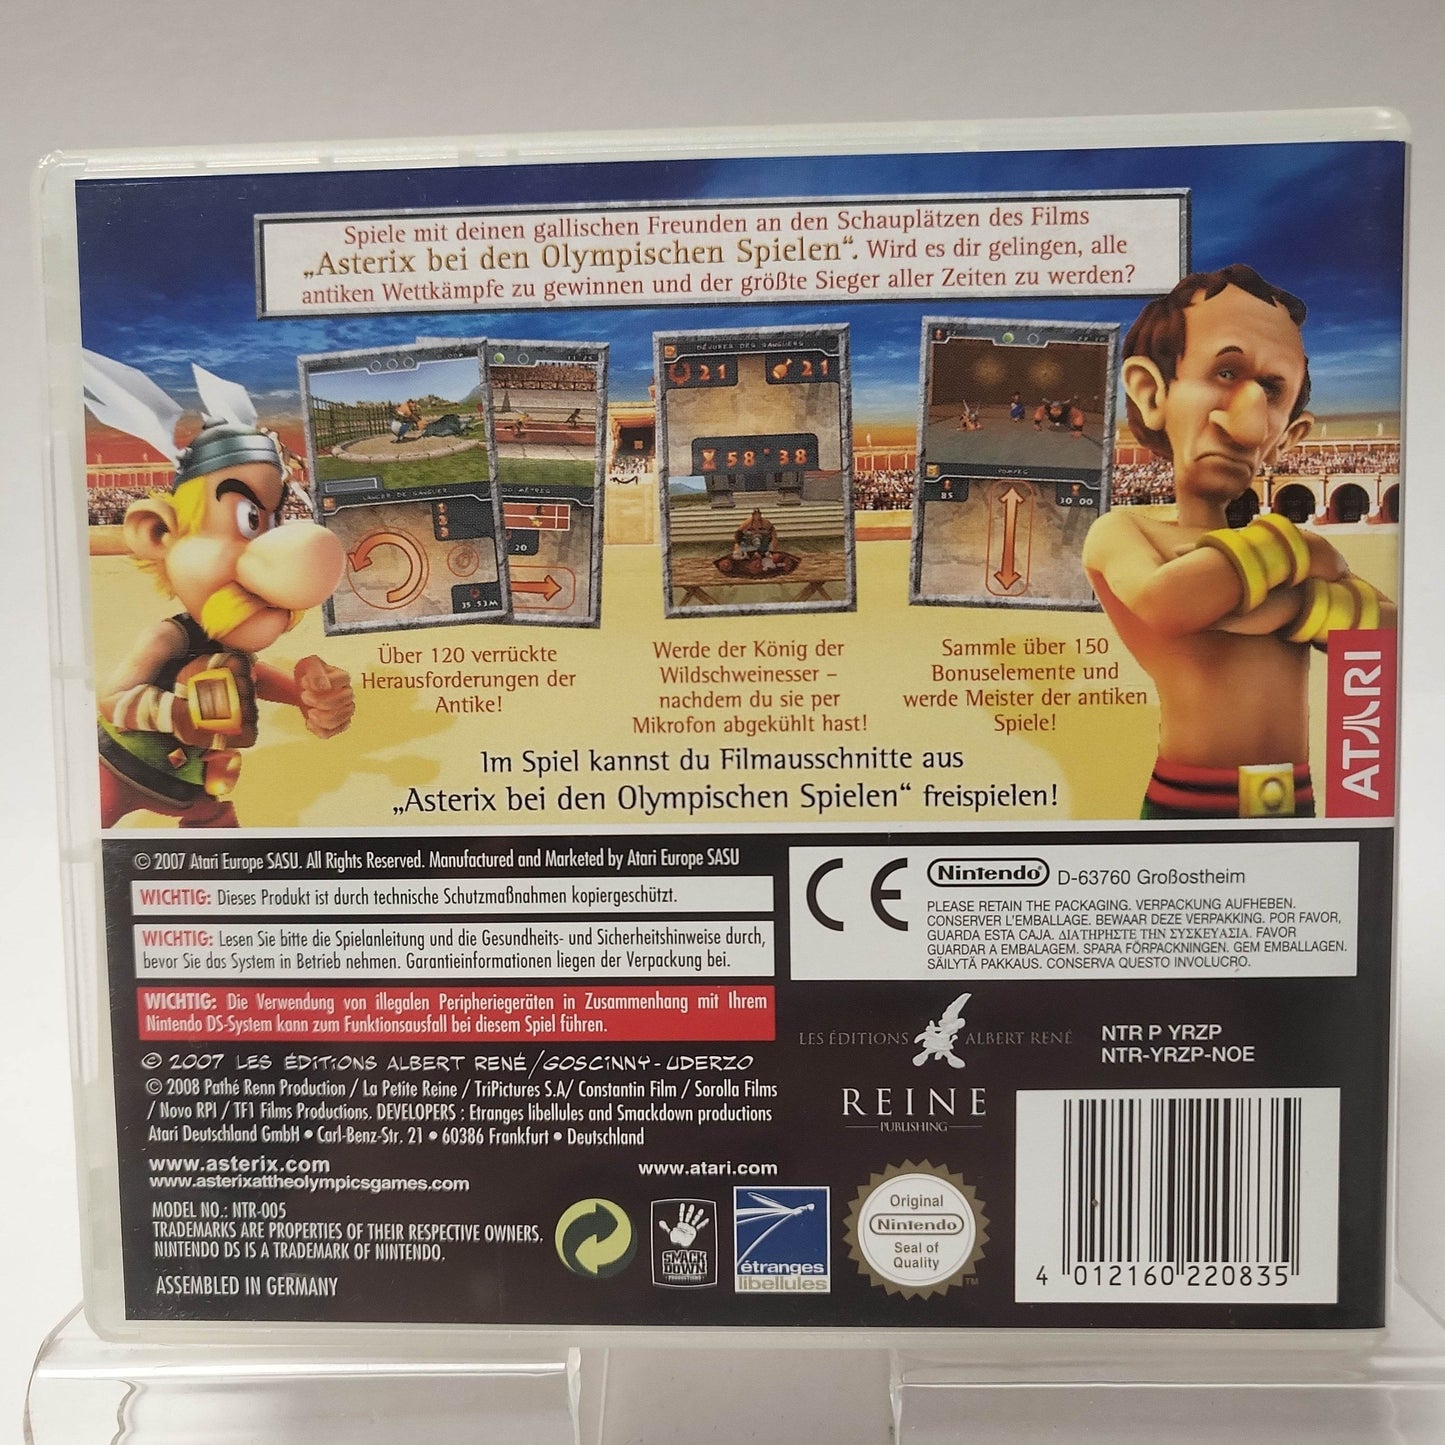 Spiele mit deinen gallischen Freunden an den Schauplätzen des Films
„Asterix bei den Olympischen Spielen“. Wird es dir gelingen, alle
antiken Wettkämpfe zu gewinnen und der größte Sieger aller Zeiten zu werden?
LANCER DE SANGLIER
35.53M
20
21
21
58 38
POMPES
85
30 00
Über 120 verrückte
Herausforderungen der
Antike!
Werde der König der
Wildschweinesser –
nachdem du sie per
Mikrofon abgekühlt hast!
Sammle über 150
Bonuselemente und
werde Meister der antiken
Spiele!
Im Spiel kannst du Filmausschnitte aus
„Asterix bei den Olympischen Spielen“ freispielen!
ATARI
© 2007 Atari Europe SASU. All Rights Reserved. Manufactured and Marketed by Atari Europe SASU
WICHTIG: Dieses Produkt ist durch technische Schutzmaßnahmen kopiergeschützt.
WICHTIG: Lesen Sie bitte die Spielanleitung und die Gesundheits- und Sicherheitshinweise durch,
bevor Sie das System in Betrieb nehmen. Garantieinformationen liegen der Verpackung bei.
WICHTIG: Die Verwendung von illegalen Peripheriegeräten in Zusammenhang mit Ihrem
Nintendo DS-System kann zum Funktionsausfall bei diesem Spiel führen.
© 2007 LES ÉDITIONS ALBERT RENÉ/GOSCINNY-UDERZO
© 2008 Pathé Renn Production / La Petite Reine / TriPictures S.A/ Constantin Film / Sorolla Films
/ Novo RPI / TF1 Films Productions. DEVELOPERS : Etranges libellules and Smackdown productions
Atari Deutschland GmbH • Carl-Benz-Str. 21 • 60386 Frankfurt • Deutschland
www.asterix.com
www.atari.com
www.asterixattheolympicsgames.com
MODEL NO.: NTR-005
TRADEMARKS ARE PROPERTIES OF THEIR RESPECTIVE OWNERS.
NINTENDO DS IS A TRADEMARK OF NINTENDO.
ASSEMBLED IN GERMANY
SMACK
DOWN
PRODUCTIONS
étranges
libellules
CE
Nintendo® D-63760 Großostheim
PLEASE RETAIN THE PACKAGING. VERPACKUNG AUFHEBEN.
CONSERVER L'EMBALLAGE. BEWAAR DEZE VERPAKKING. POR FAVOR,
GUARDA ESTA CAJA. ΔΙΑΤΗΡΗΣΤΕ ΤΗΝ ΣΥΣΚΕΥΑΣΙΑ. FAVOR
GUARDAR A EMBALAGEM. SPARA FÖRPACKNINGEN. GEM EMBALLAGEN.
SÄILYTÄ PAKKAUS. CONSERVA QUESTO INVOLUCRO.
LES ÉDITIONS ALBERT RENÉ
NTR P YRZP
NTR-YRZP-NOE
REINE
PUBLISHING
Original
Nintendo
Seal of
Quality
TM
4 012160 220835